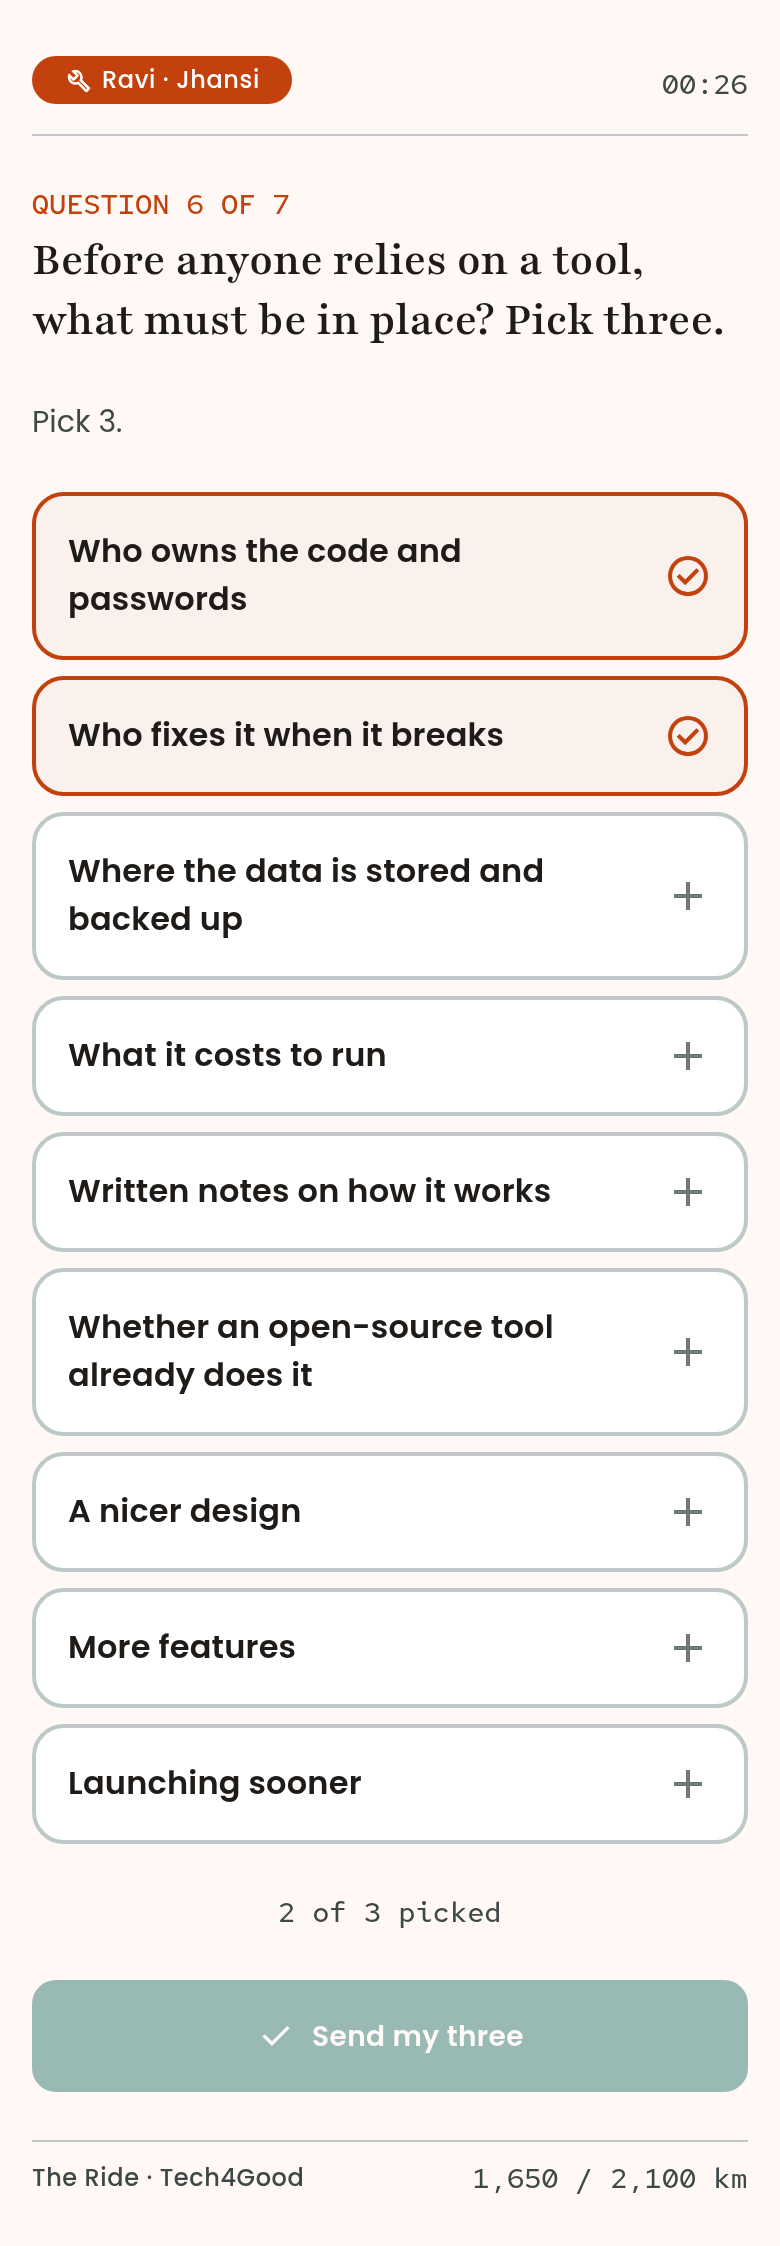 Ravi · Jhansi
00:26
QUESTION 6 OF 7
Before anyone relies on a tool,
what must be in place? Pick three.
Pick 3.
Who owns the code and
passwords
Who fixes it when it breaks
Where the data is stored and
backed up
What it costs to run
Written notes on how it works
Whether an open-source tool
already does it
A nicer design
More features
Launching sooner
2 of 3 picked
Send my three
The Ride · Tech4Good
1,650 / 2,100 km